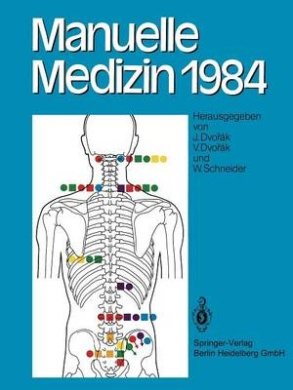 Manuelle
Medizin 1984
Herausgegeben
von
J. Dvořák
V. Dvořák
und
W. Schneider
Springer-Verlag
Berlin Heidelberg GmbH